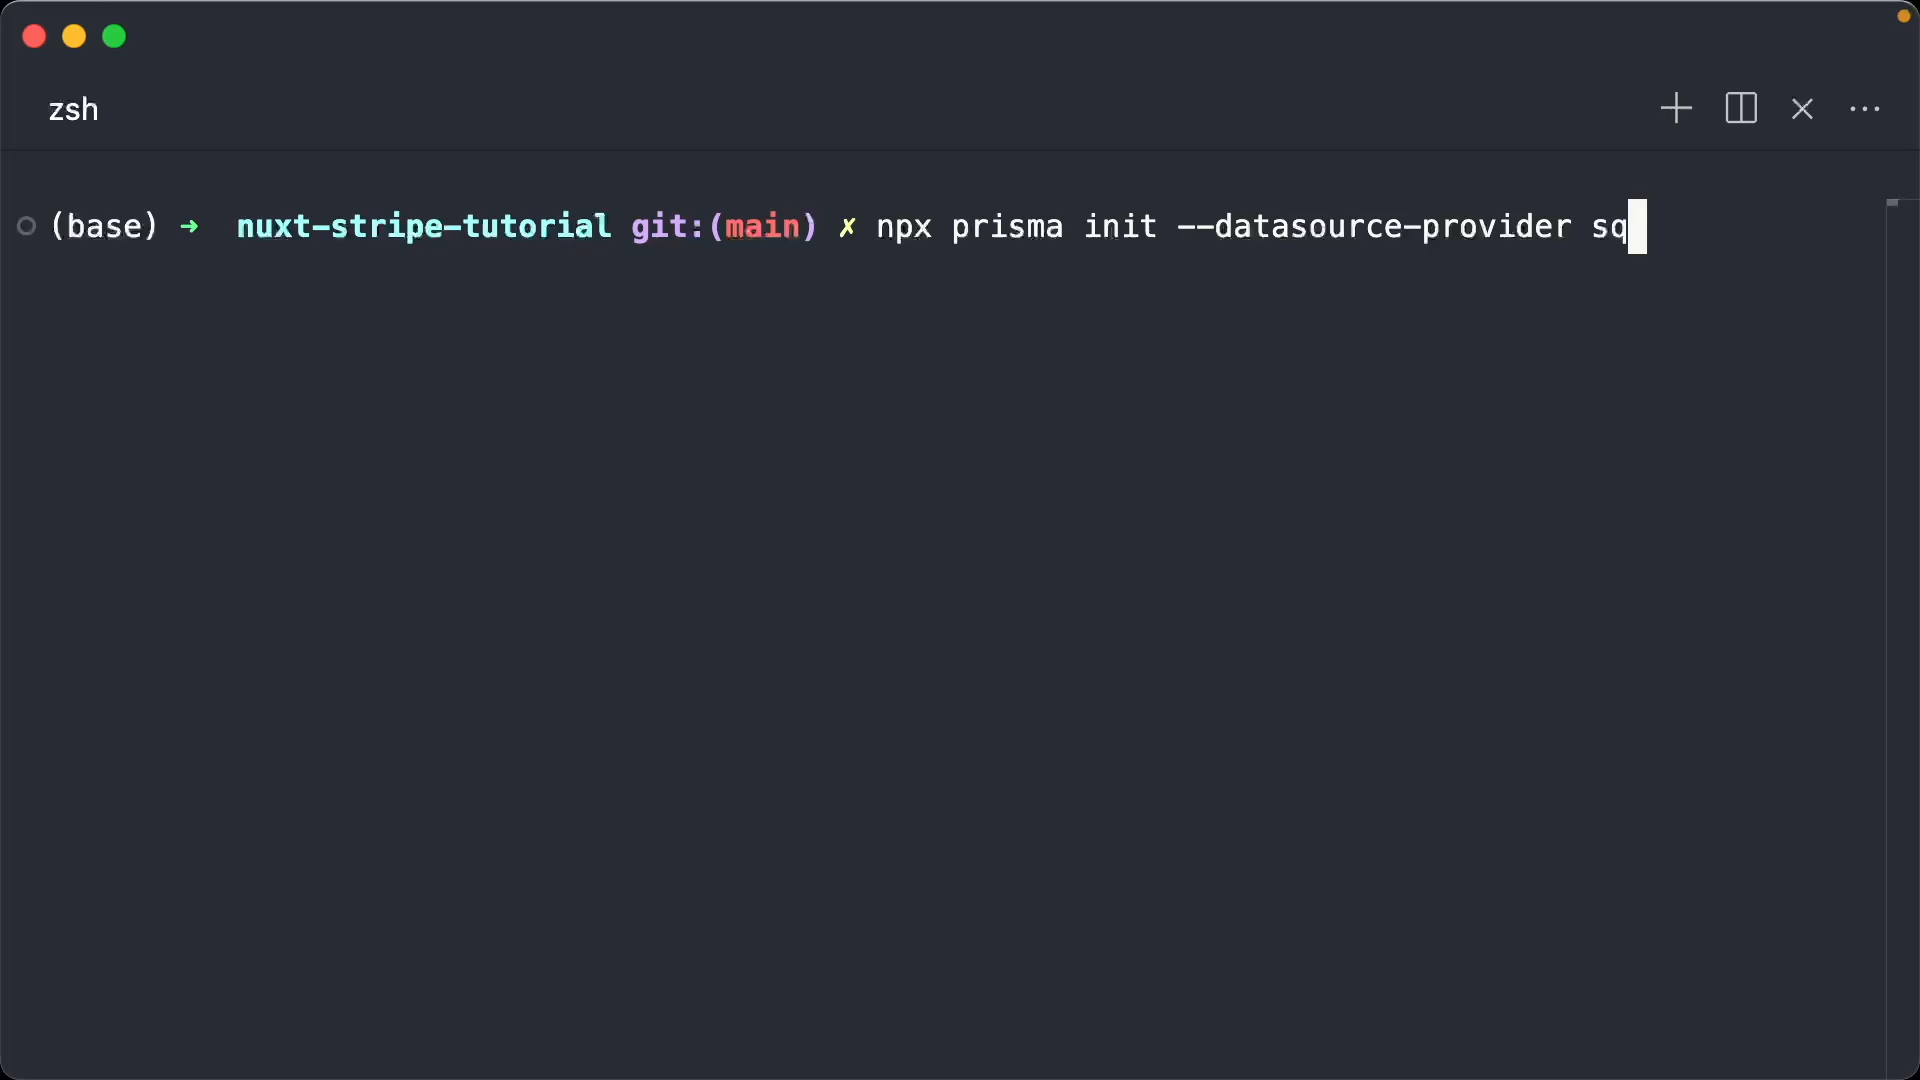 zsh
(base) ➜ nuxt-stripe-tutorial git:(main) ✗ npx prisma init --datasource-provider sq